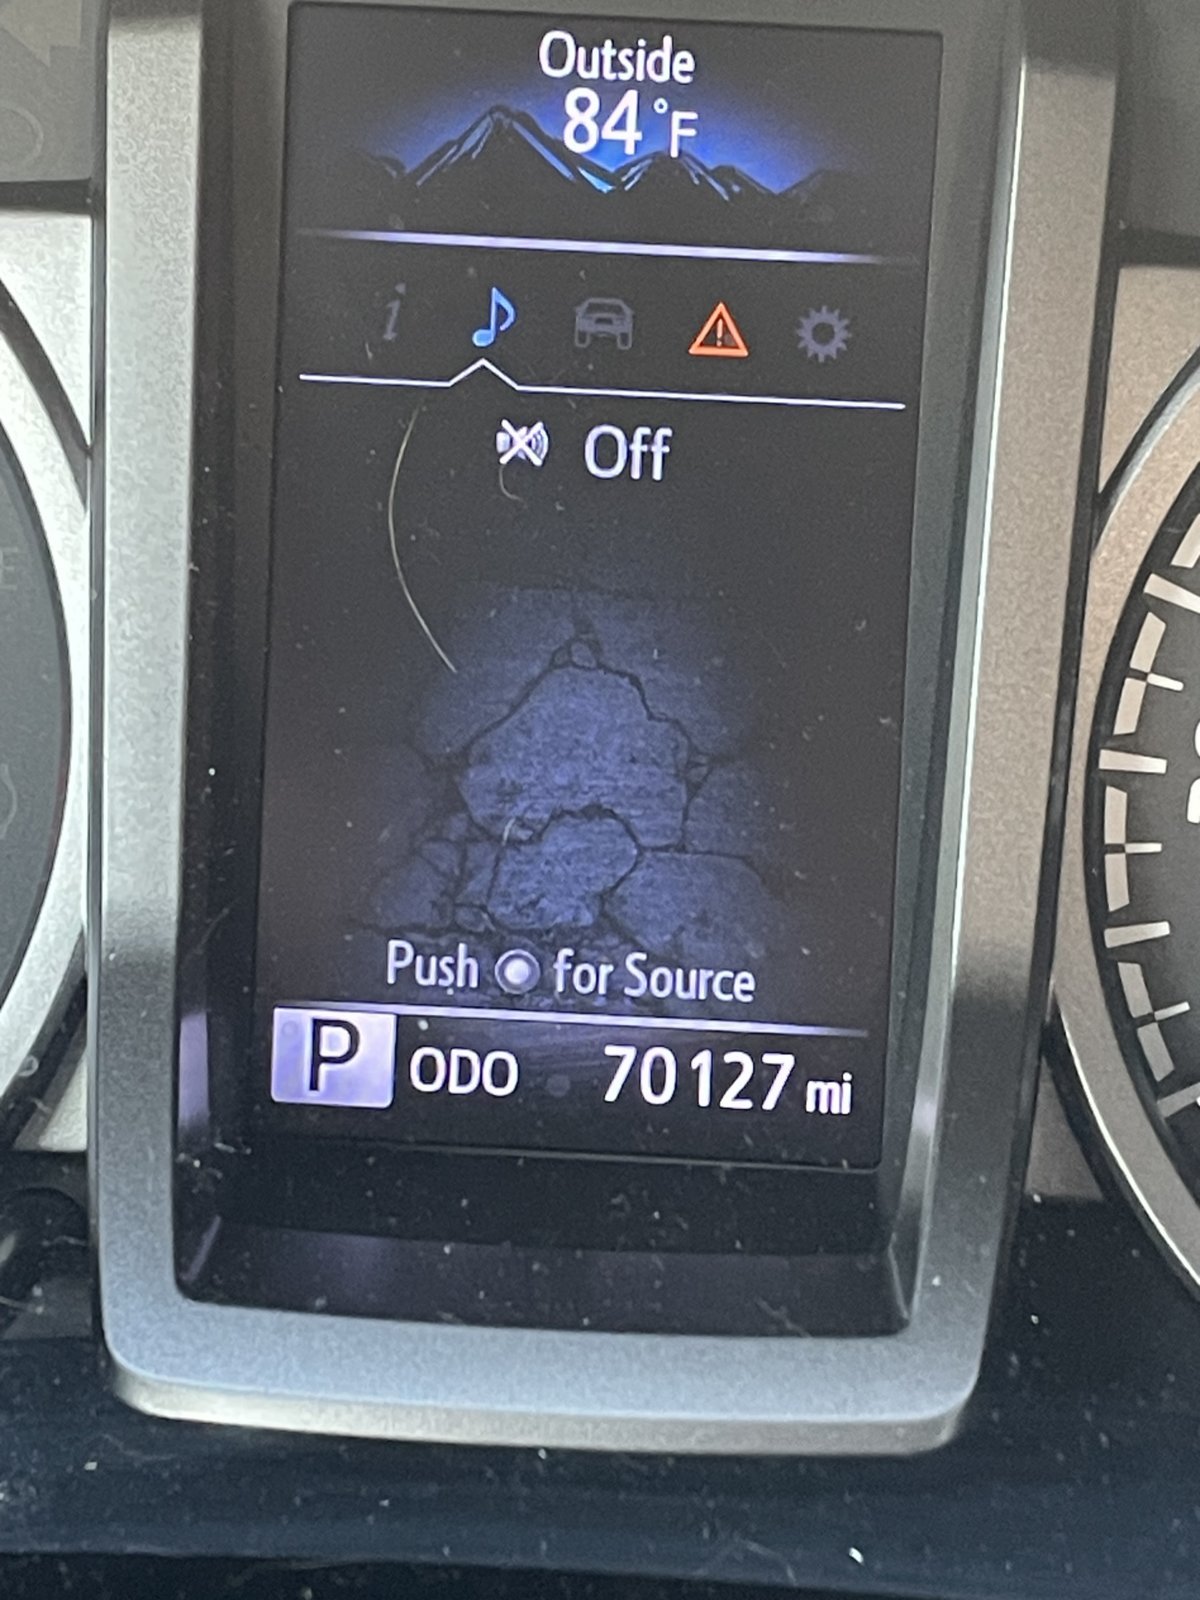 Outside
84°F
Off
Push for Source
P ODO 70127 mi